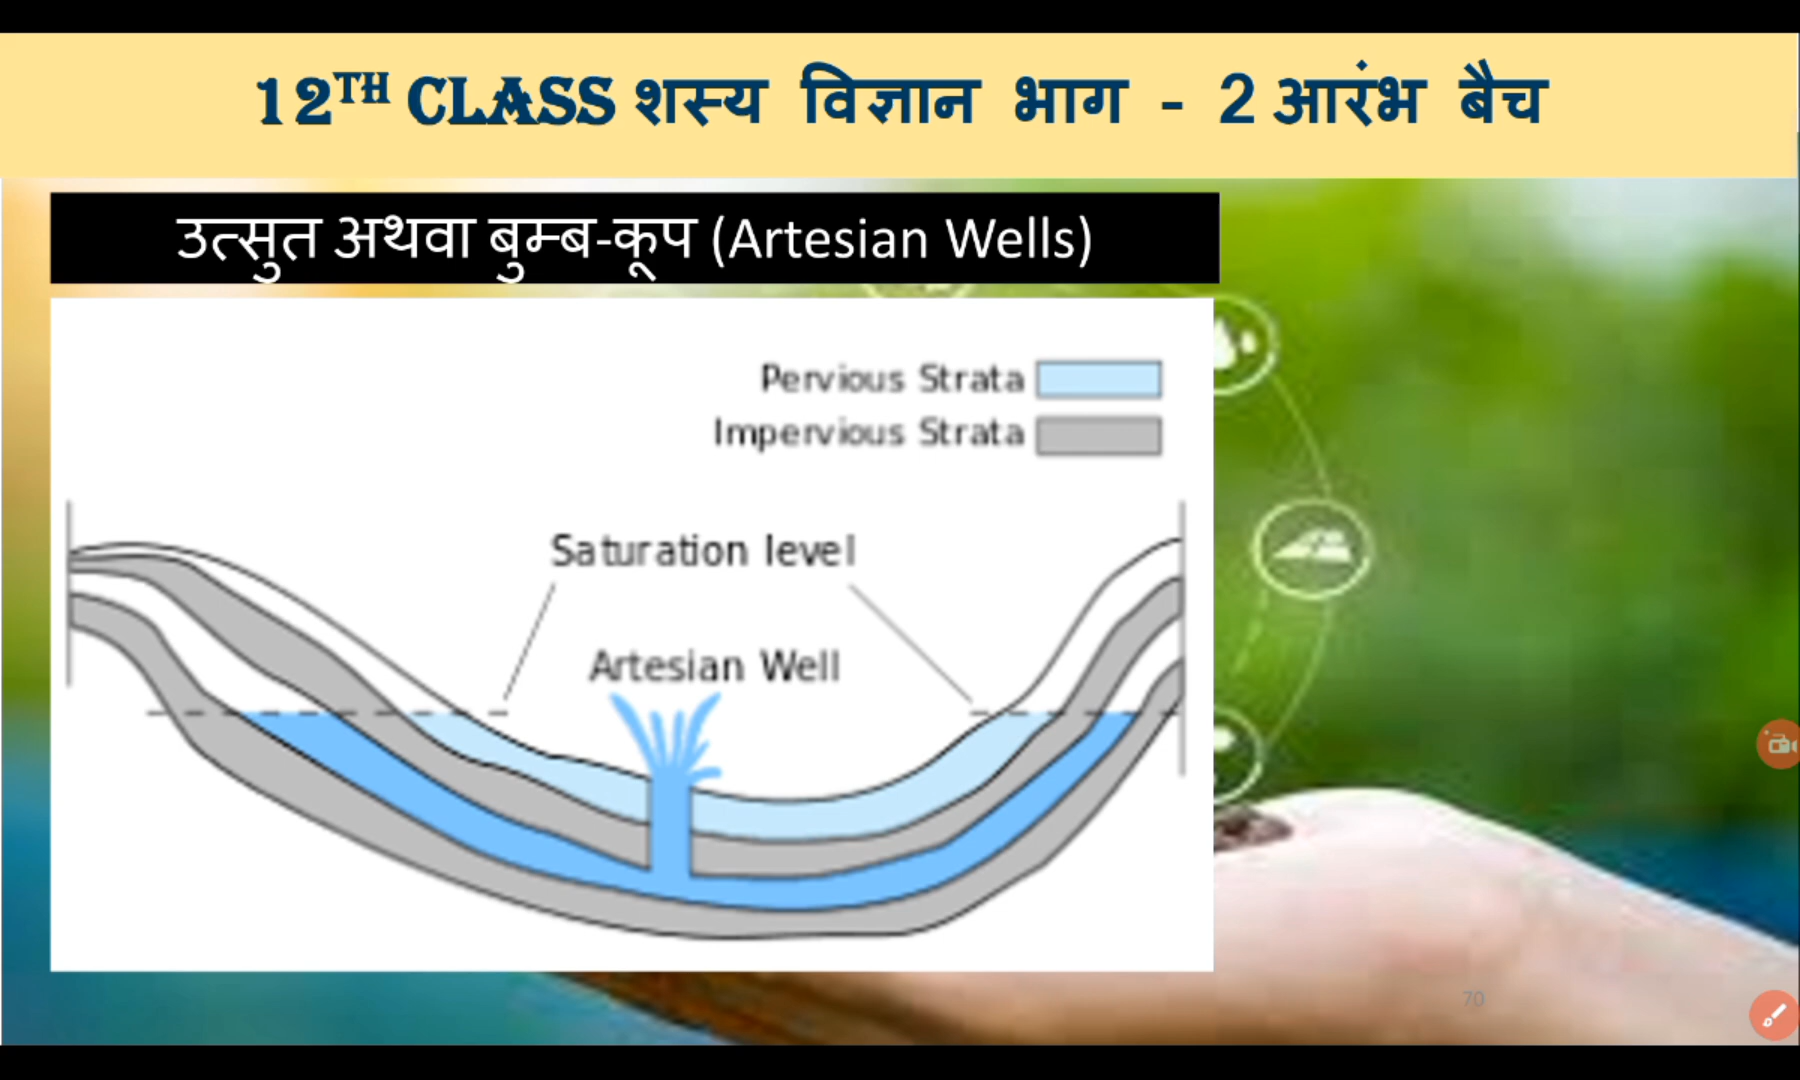 12TH CLASS शस्य विज्ञान भाग - 2 आरंभ बैच
उत्सुत अथवा बुम्ब-कूप (Artesian Wells)
Pervious Strata
Impervious Strata
Saturation level
Artesian Well
70